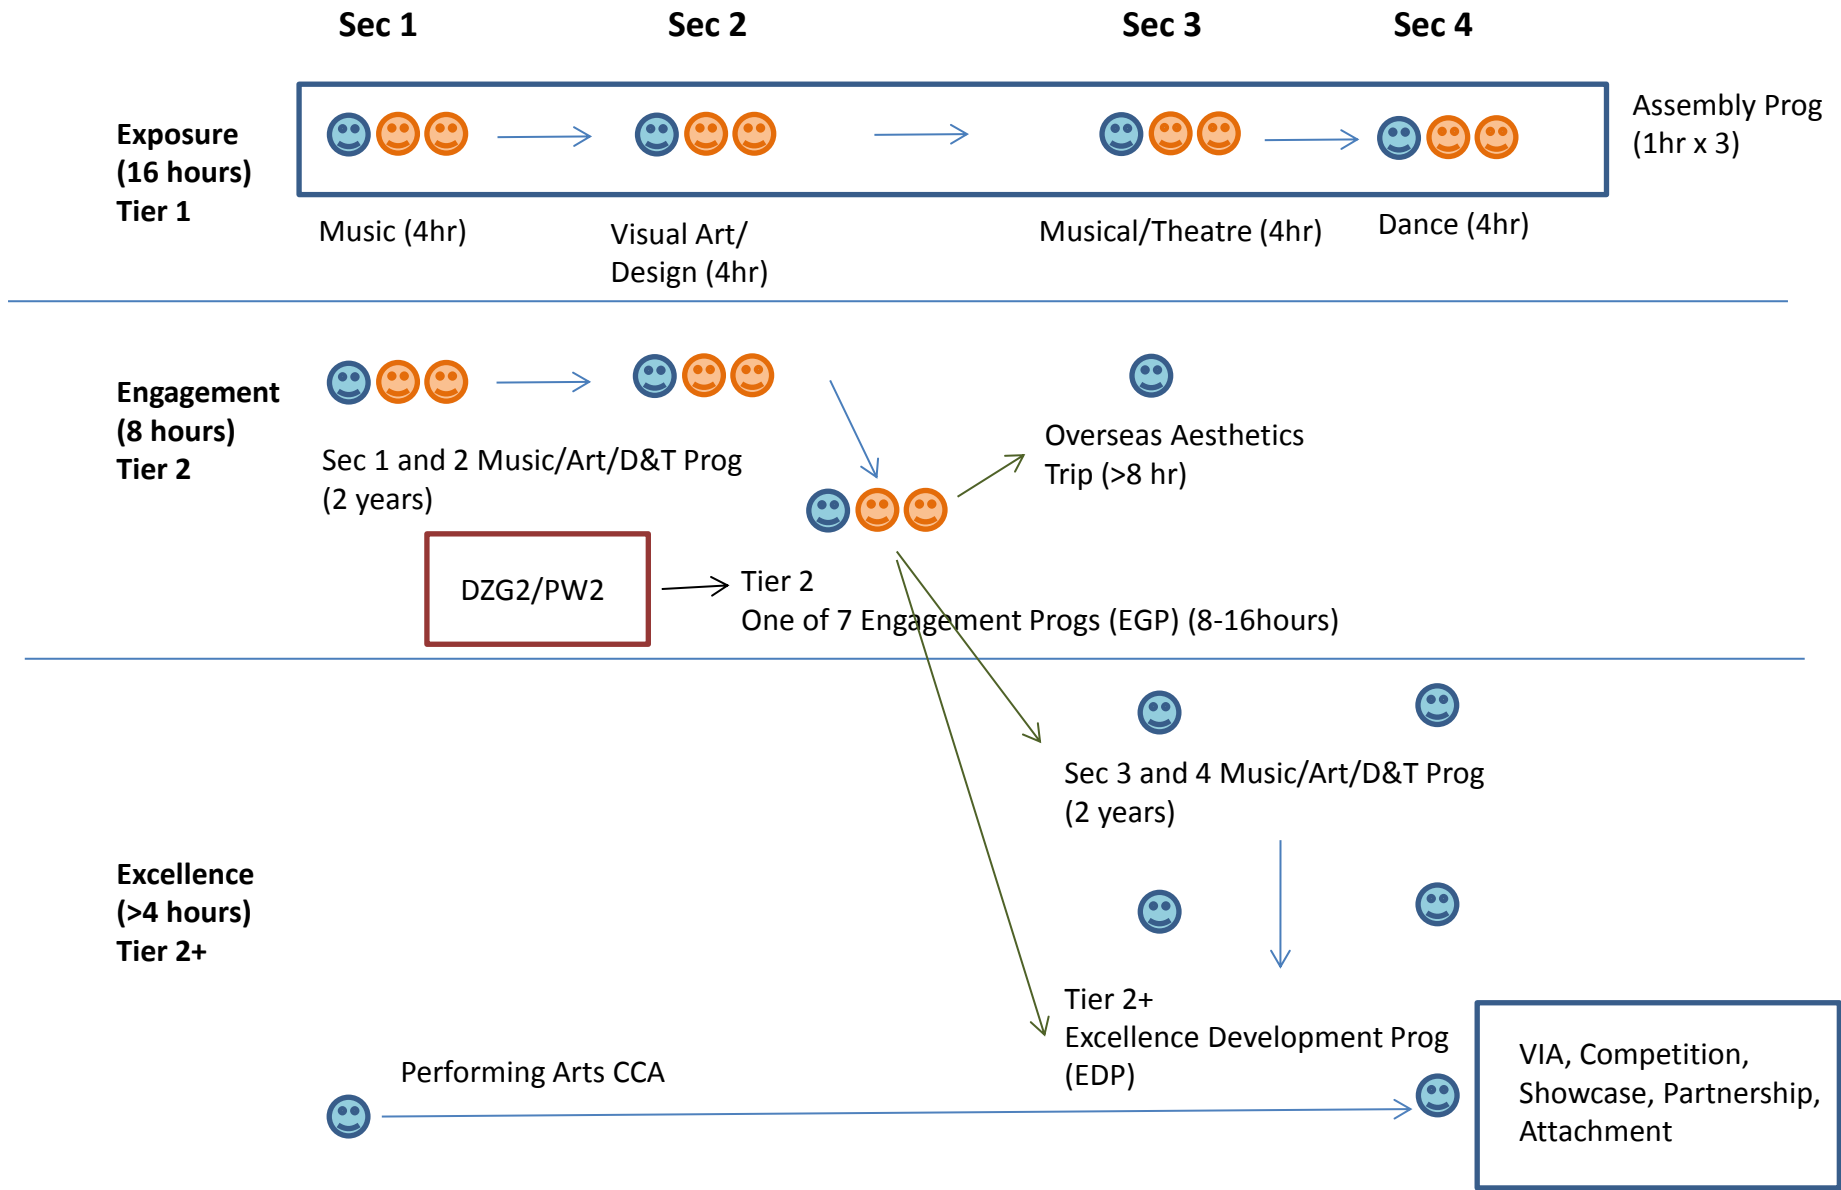 Sec 1
Sec 2
Sec 3
Sec 4
Exposure
(16 hours)
Tier 1
Assembly Prog
(1hr x 3)
Music (4hr)
Visual Art/
Design (4hr)
Musical/Theatre (4hr)
Dance (4hr)
Engagement
(8 hours)
Tier 2
Sec 1 and 2 Music/Art/D&T Prog
(2 years)
Overseas Aesthetics
Trip (>8 hr)
DZG2/PW2
Tier 2
One of 7 Engagement Progs (EGP) (8-16hours)
Sec 3 and 4 Music/Art/D&T Prog
(2 years)
Excellence
(>4 hours)
Tier 2+
Tier 2+
Excellence Development Prog
(EDP)
Performing Arts CCA
VIA, Competition,
Showcase, Partnership,
Attachment